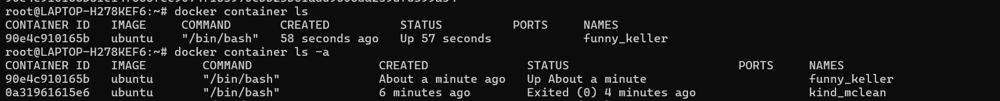 root@LAPTOP-H278KEF6:~# docker container ls
CONTAINER ID   IMAGE     COMMAND       CREATED          STATUS          PORTS     NAMES
90e4c910165b   ubuntu    "/bin/bash"   58 seconds ago   Up 57 seconds             funny_keller
root@LAPTOP-H278KEF6:~# docker container ls -a
CONTAINER ID   IMAGE     COMMAND       CREATED              STATUS                     PORTS     NAMES
90e4c910165b   ubuntu    "/bin/bash"   About a minute ago   Up About a minute                    funny_keller
0a31961615e6   ubuntu    "/bin/bash"   6 minutes ago        Exited (0) 4 minutes ago             kind_mclean